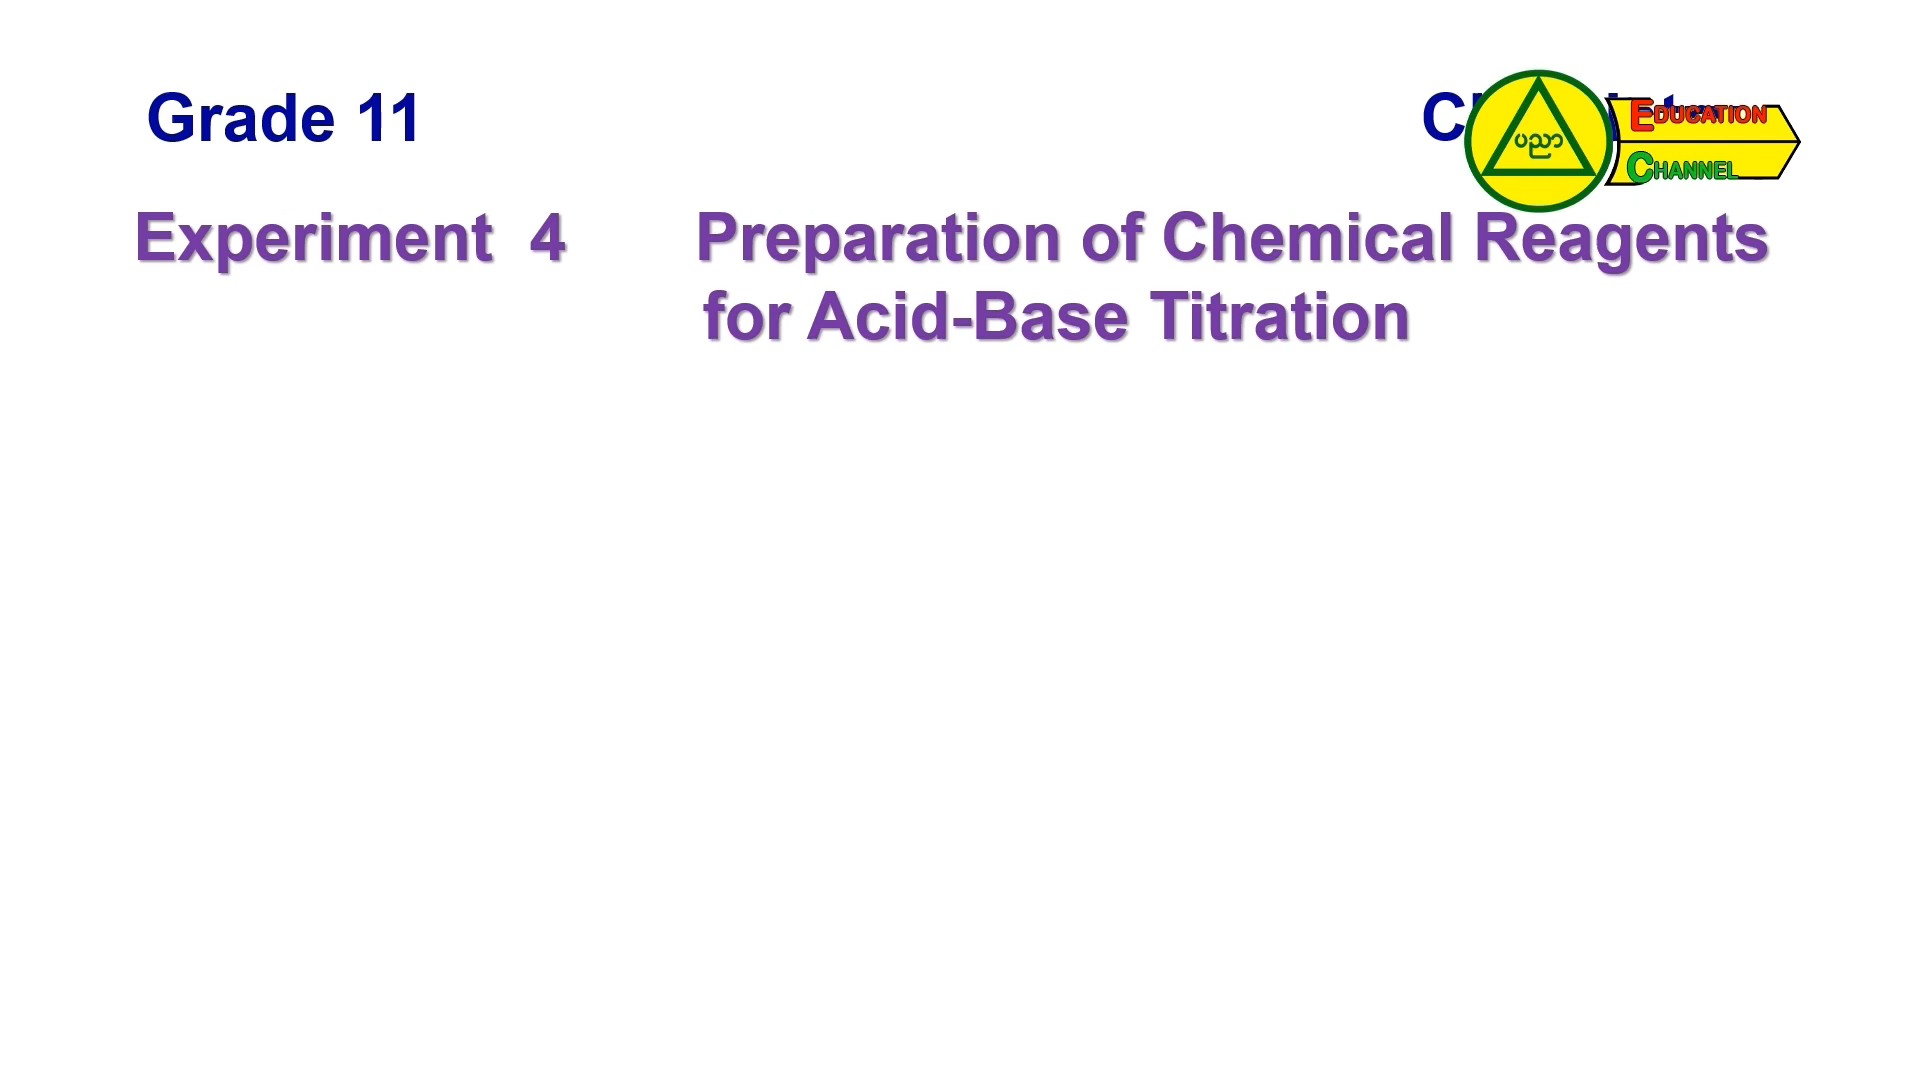 Grade 11
ပညာ
EDUCATION
CHANNEL
Experiment 4 Preparation of Chemical Reagents
for Acid-Base Titration